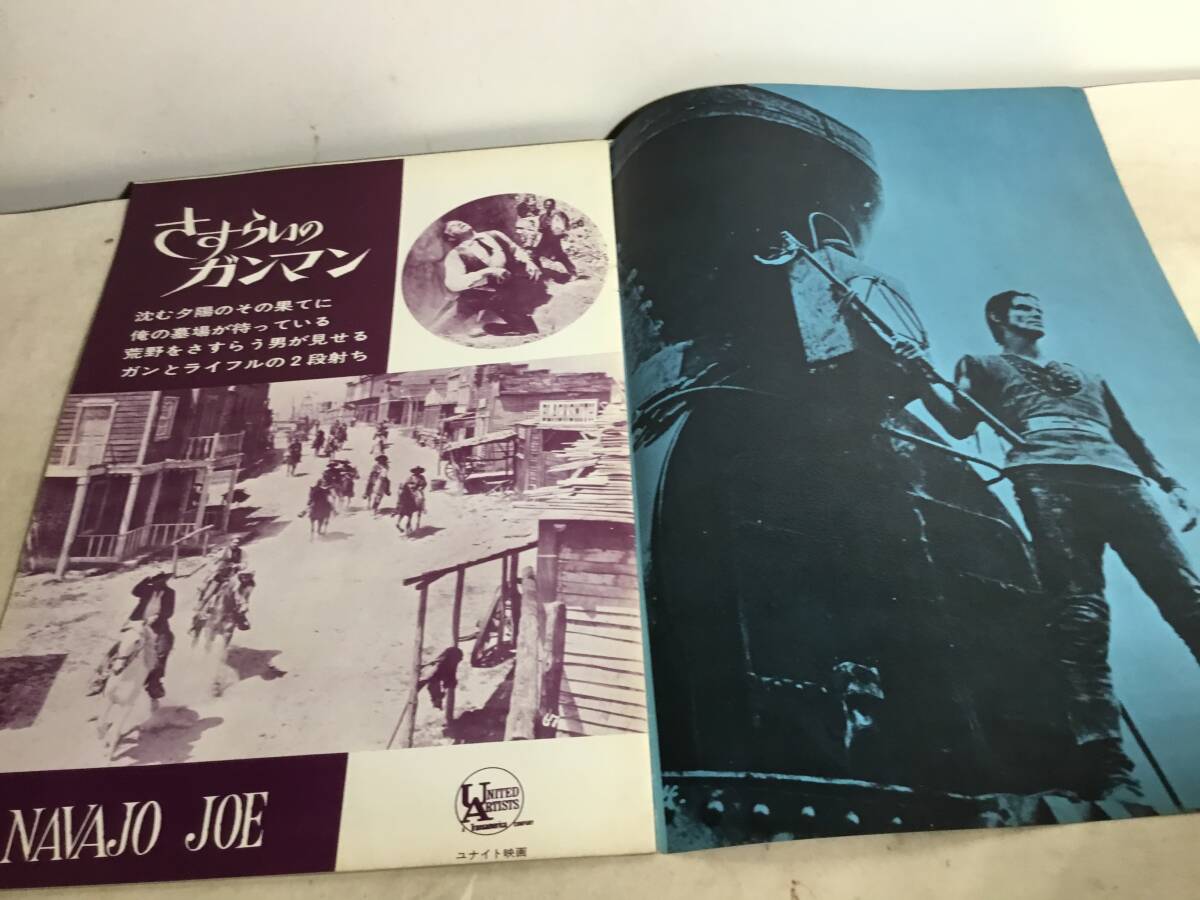 さすらいの
ガンマン
沈む夕陽のその果てに
俺の墓場が待っている
荒野をさすらう男が見せる
ガンとライフルの2段射ち
BLACKSMITH
NAVAJO JOE
UNITED
ARTISTS
A Transamerica COMPANY
ユナイト映画